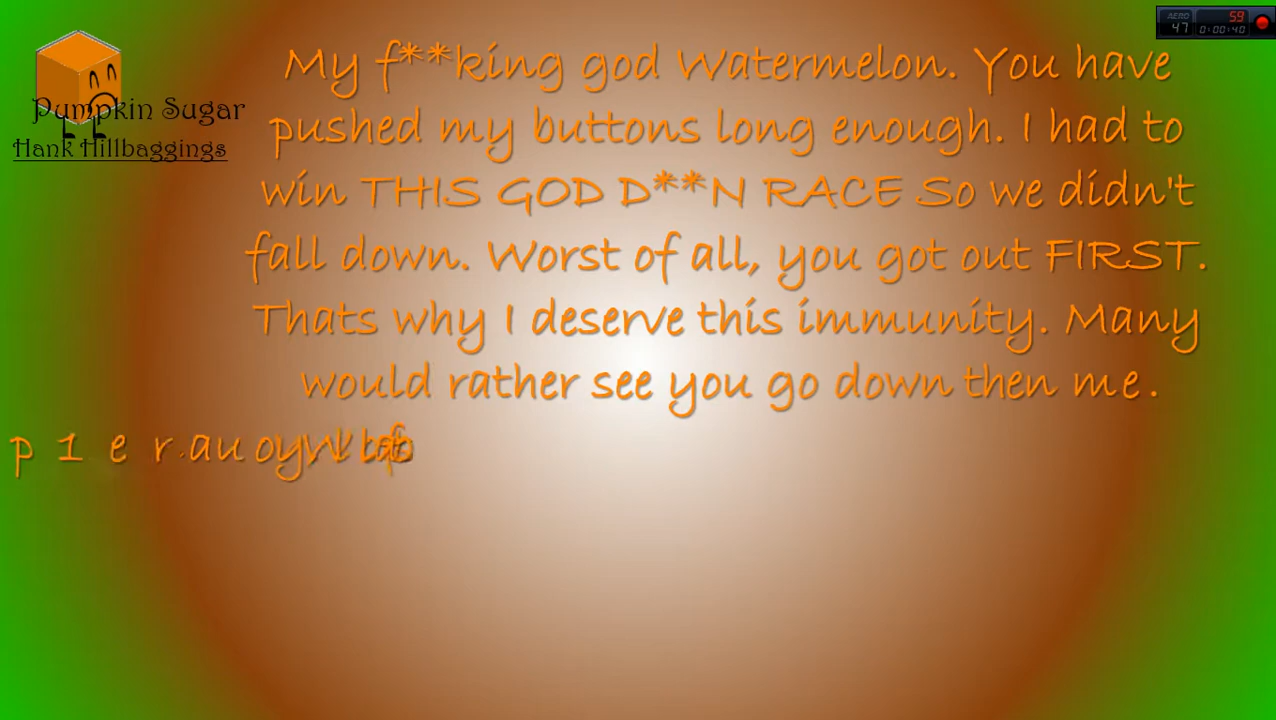 AERO
47
59
0:00:40
My f**king god Watermelon. You have
pushed my buttons long enough. I had to
win THIS GOD D**N RACE So we didn't
fall down. Worst of all, you got out FIRST.
Thats why I deserve this immunity. Many
would rather see you go down then me.
p 1 e r
Pumpkin Sugar
Hank Hillbaggings